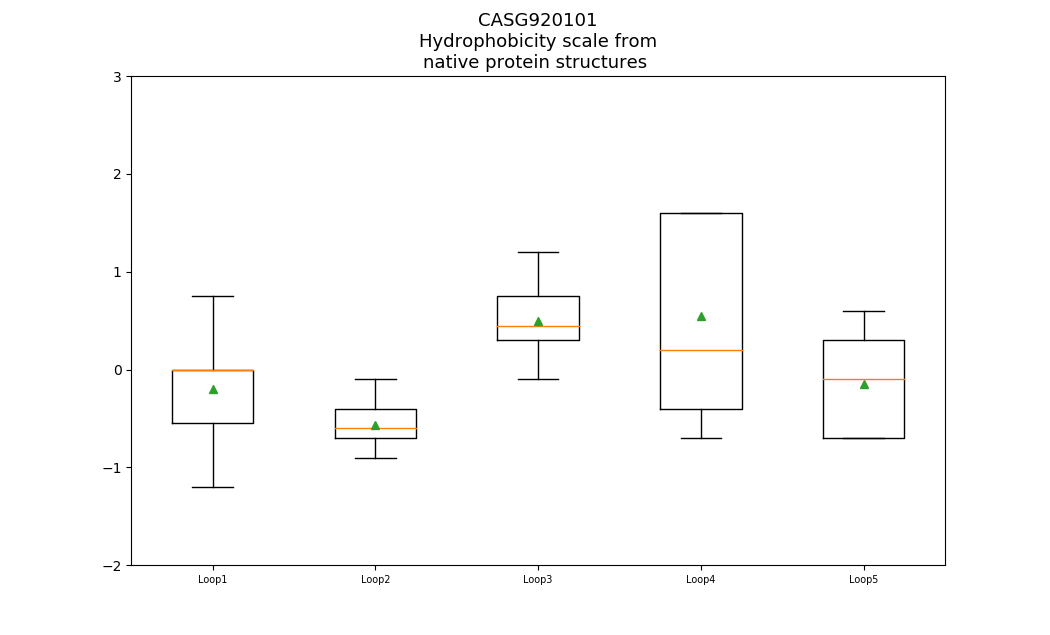 CASG920101
Hydrophobicity scale from
native protein structures
3
2
1
0
−1
−2
Loop1 Loop2 Loop3 Loop4 Loop5